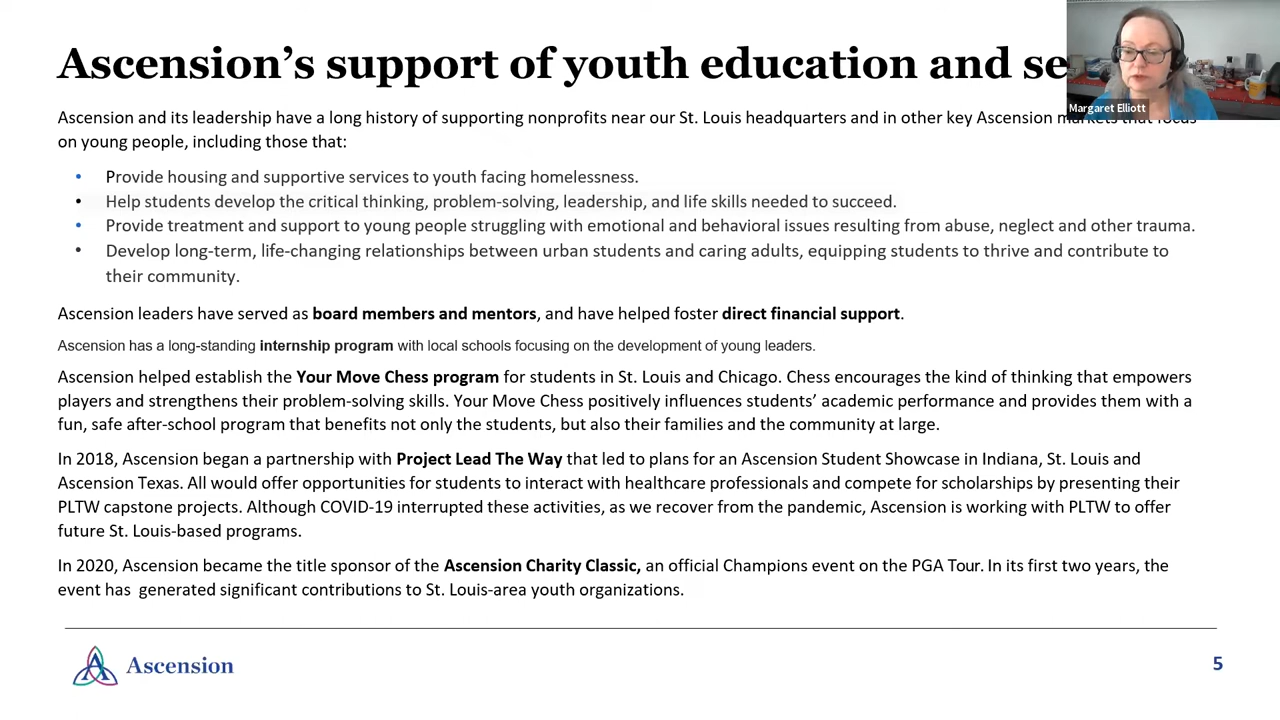 Ascension’s support of youth education and se
Margaret Elliott
Ascension and its leadership have a long history of supporting nonprofits near our St. Louis headquarters and in other key Ascension markets that focus
on young people, including those that:
• Provide housing and supportive services to youth facing homelessness.
• Help students develop the critical thinking, problem-solving, leadership, and life skills needed to succeed.
• Provide treatment and support to young people struggling with emotional and behavioral issues resulting from abuse, neglect and other trauma.
• Develop long-term, life-changing relationships between urban students and caring adults, equipping students to thrive and contribute to
their community.
Ascension leaders have served as board members and mentors, and have helped foster direct financial support.
Ascension has a long-standing internship program with local schools focusing on the development of young leaders.
Ascension helped establish the Your Move Chess program for students in St. Louis and Chicago. Chess encourages the kind of thinking that empowers
players and strengthens their problem-solving skills. Your Move Chess positively influences students’ academic performance and provides them with a
fun, safe after-school program that benefits not only the students, but also their families and the community at large.
In 2018, Ascension began a partnership with Project Lead The Way that led to plans for an Ascension Student Showcase in Indiana, St. Louis and
Ascension Texas. All would offer opportunities for students to interact with healthcare professionals and compete for scholarships by presenting their
PLTW capstone projects. Although COVID-19 interrupted these activities, as we recover from the pandemic, Ascension is working with PLTW to offer
future St. Louis-based programs.
In 2020, Ascension became the title sponsor of the Ascension Charity Classic, an official Champions event on the PGA Tour. In its first two years, the
event has  generated significant contributions to St. Louis-area youth organizations.
Ascension
5